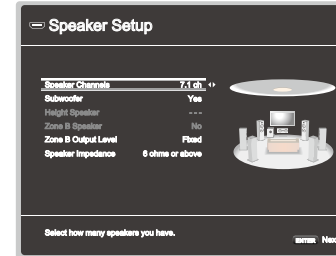 Speaker Setup
Speaker Channels 7.1 ch
Subwoofer Yes
Height Speaker ---
Zone B Speaker No
Zone B Output Level Fixed
Speaker Impedance 6 ohms or above
Select how many speakers you have.
ENTER Nex